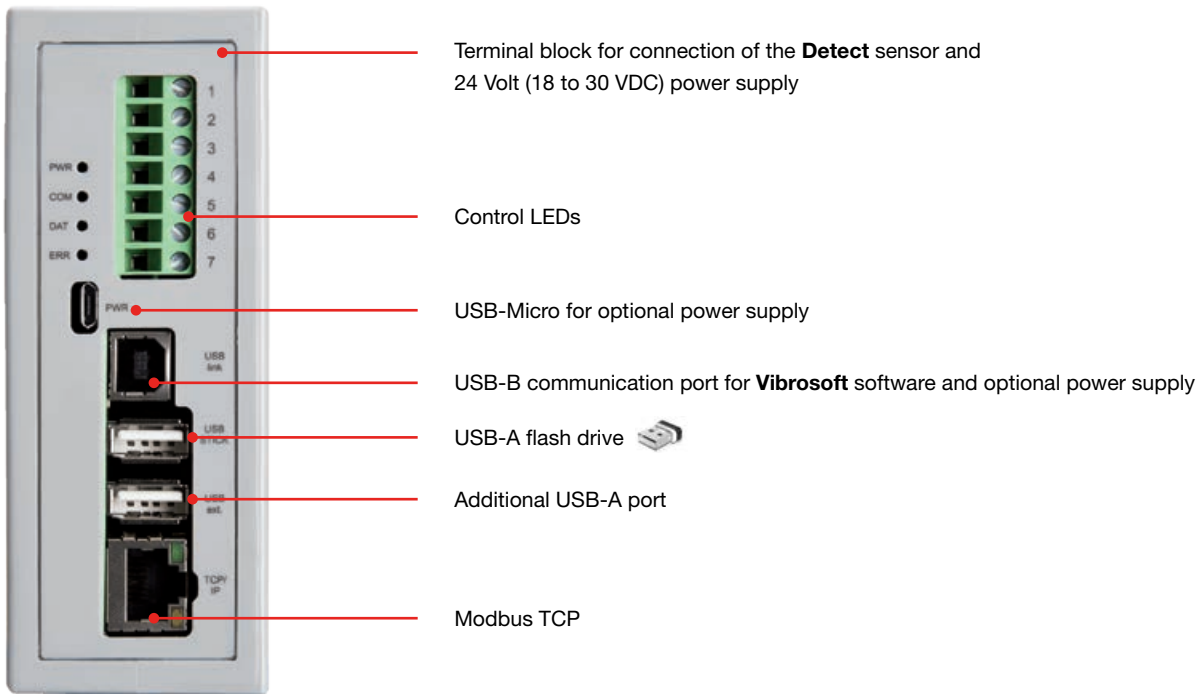 Terminal block for connection of the Detect sensor and
24 Volt (18 to 30 VDC) power supply
1
2
3
PWR
4
COM
5
Control LEDs
DAT
6
ERR
7
PWR
USB-Micro for optional power supply
USB
link
USB-B communication port for Vibrosoft software and optional power supply
USB
STICK
USB-A flash drive
USB
ext.
Additional USB-A port
TCP/
IP
Modbus TCP